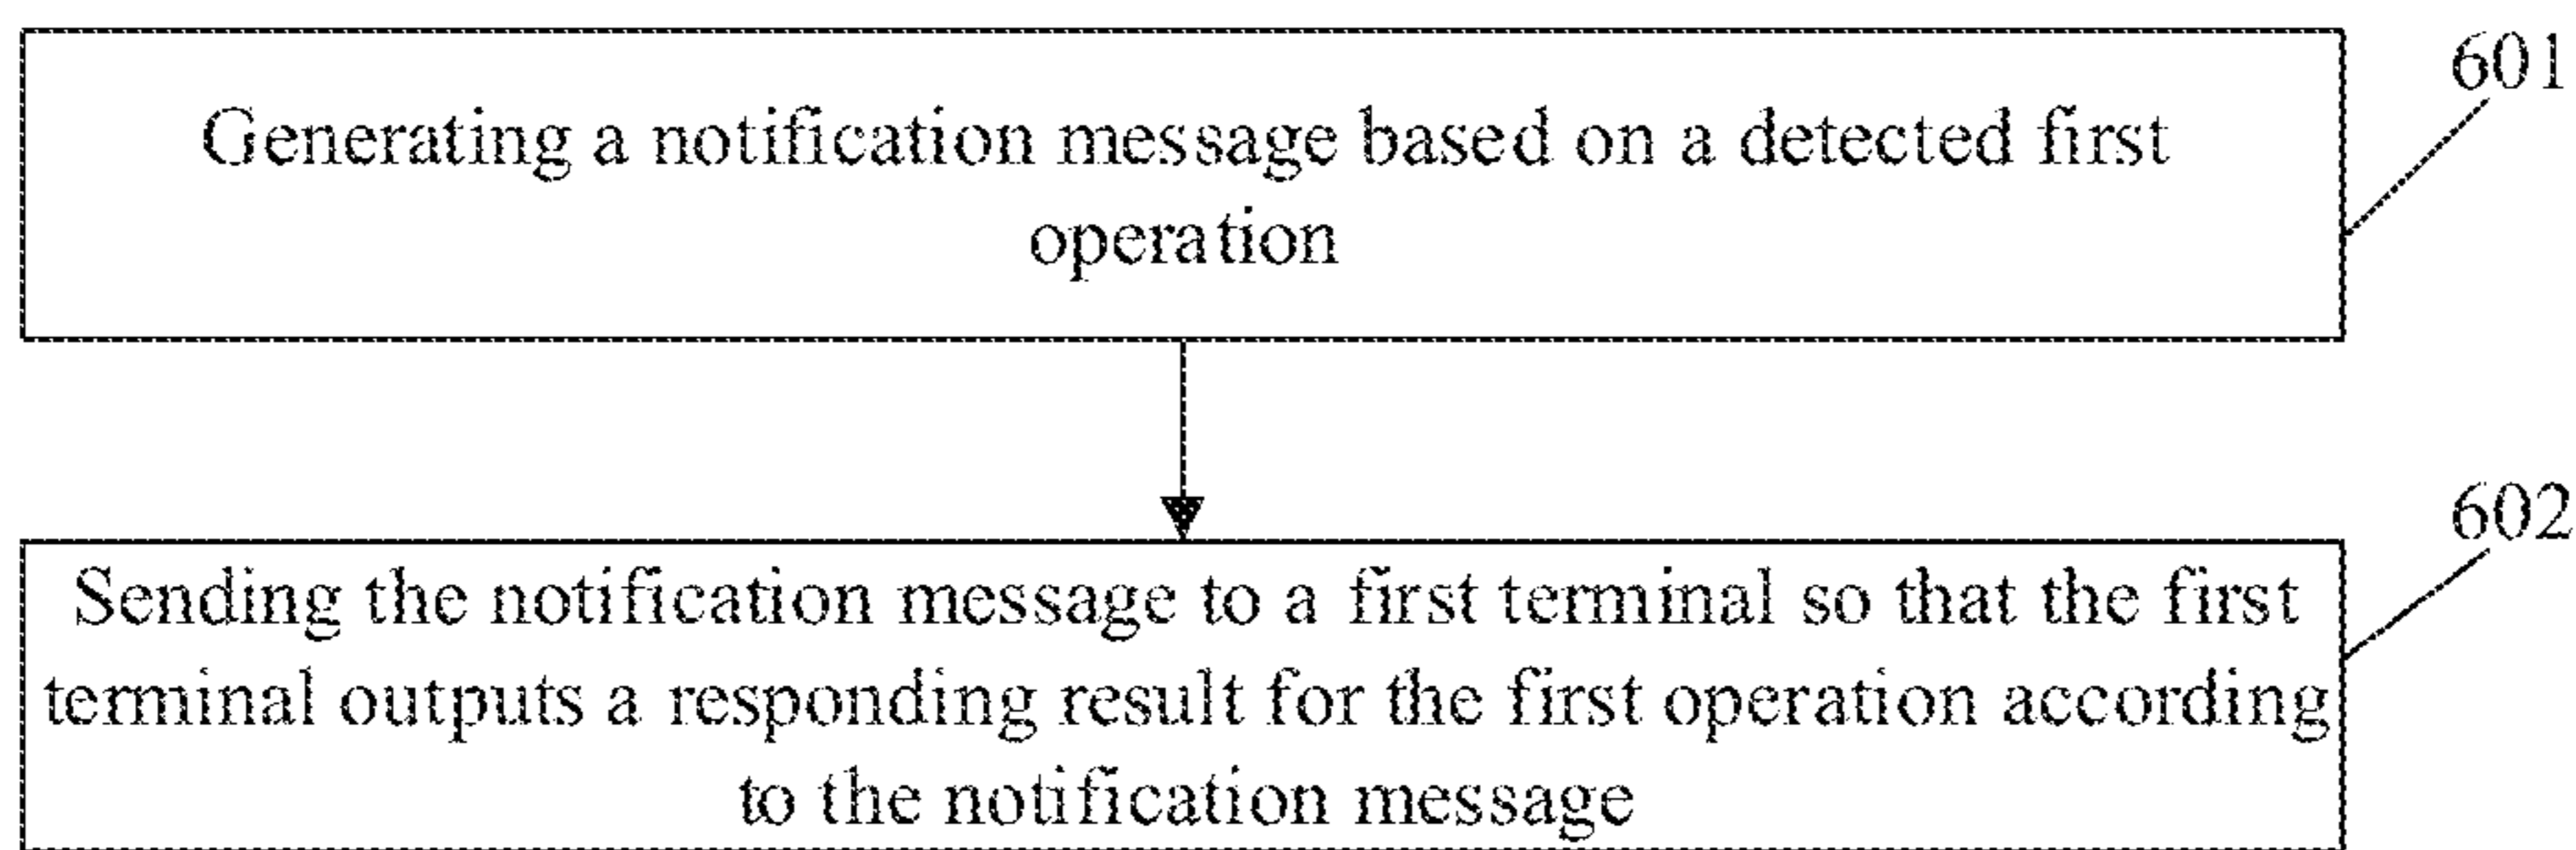 601
Generating a notification message based on a detected first
operation
602
Sending the notification message to a first terminal so that the first
terminal outputs a responding result for the first operation according
to the notification message